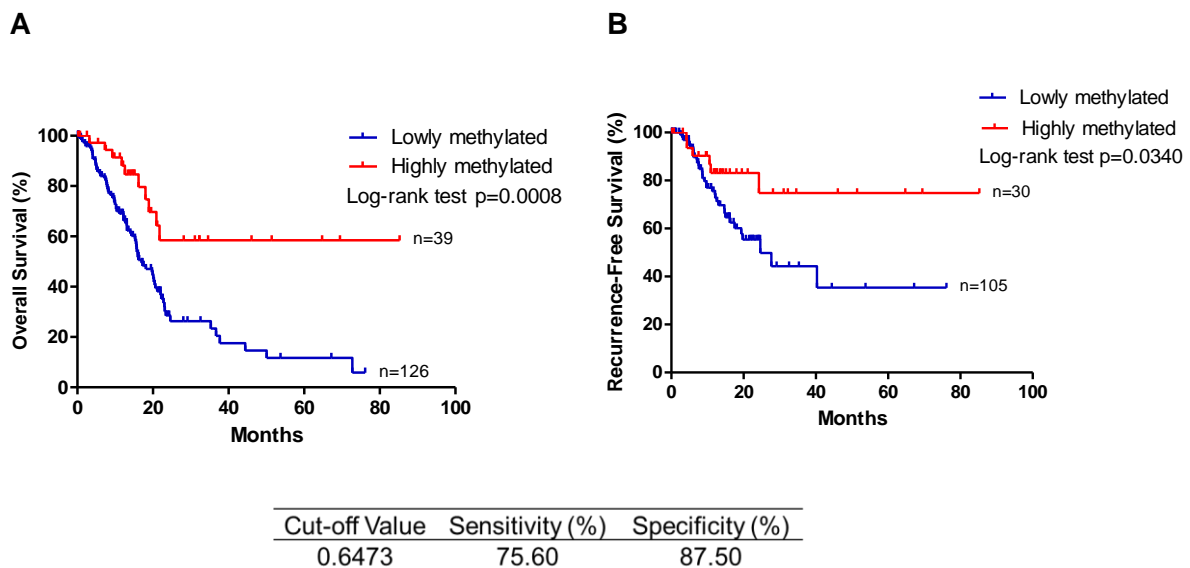 A
Overall Survival (%)
100
80
60
40
20
0
0 20 40 60 80 100
Months
Lowly methylated
Highly methylated
Log-rank test p=0.0008
n=39
n=126
B
Recurrence-Free Survival (%)
100
80
60
40
20
0
0 20 40 60 80 100
Months
Lowly methylated
Highly methylated
Log-rank test p=0.0340
n=30
n=105
Cut-off Value Sensitivity (%) Specificity (%)
0.6473 75.60 87.50